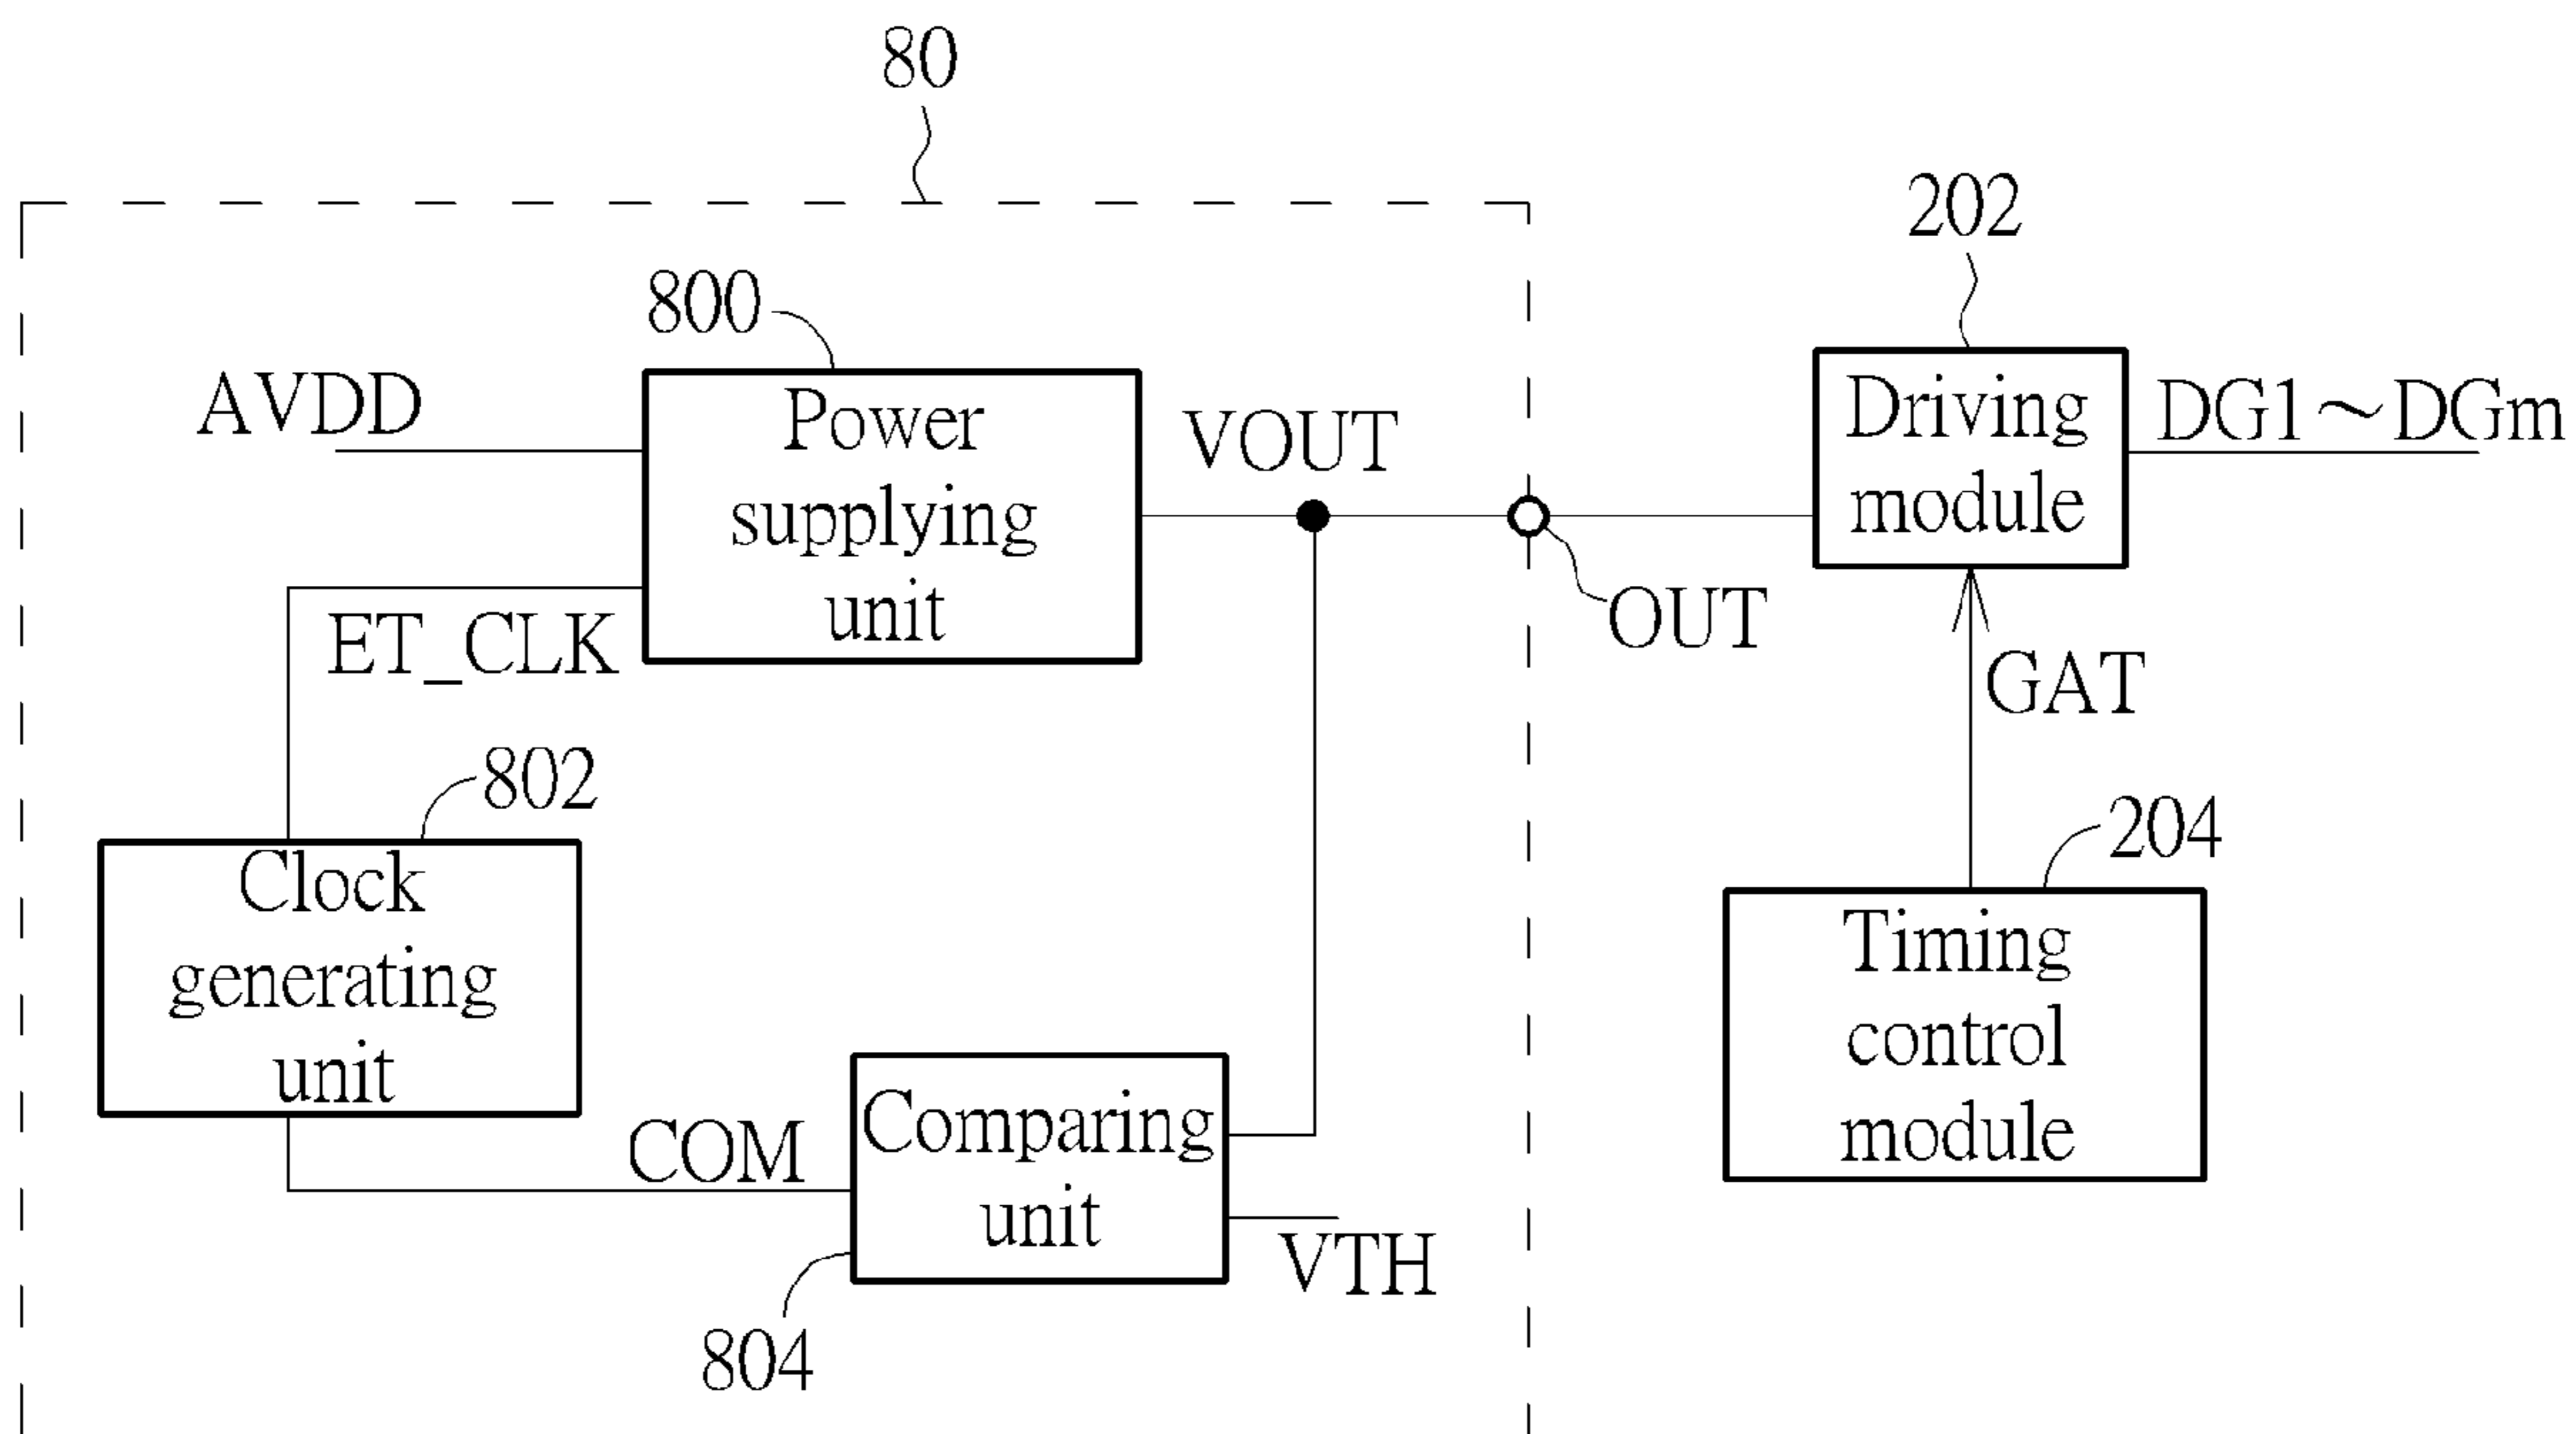 80
202
800
AVDD
Power
supplying
unit
VOUT
Driving
module
DG1~DGm
ET_CLK
OUT
GAT
802
Clock
generating
unit
204
Timing
control
module
COM
Comparing
unit
VTH
804